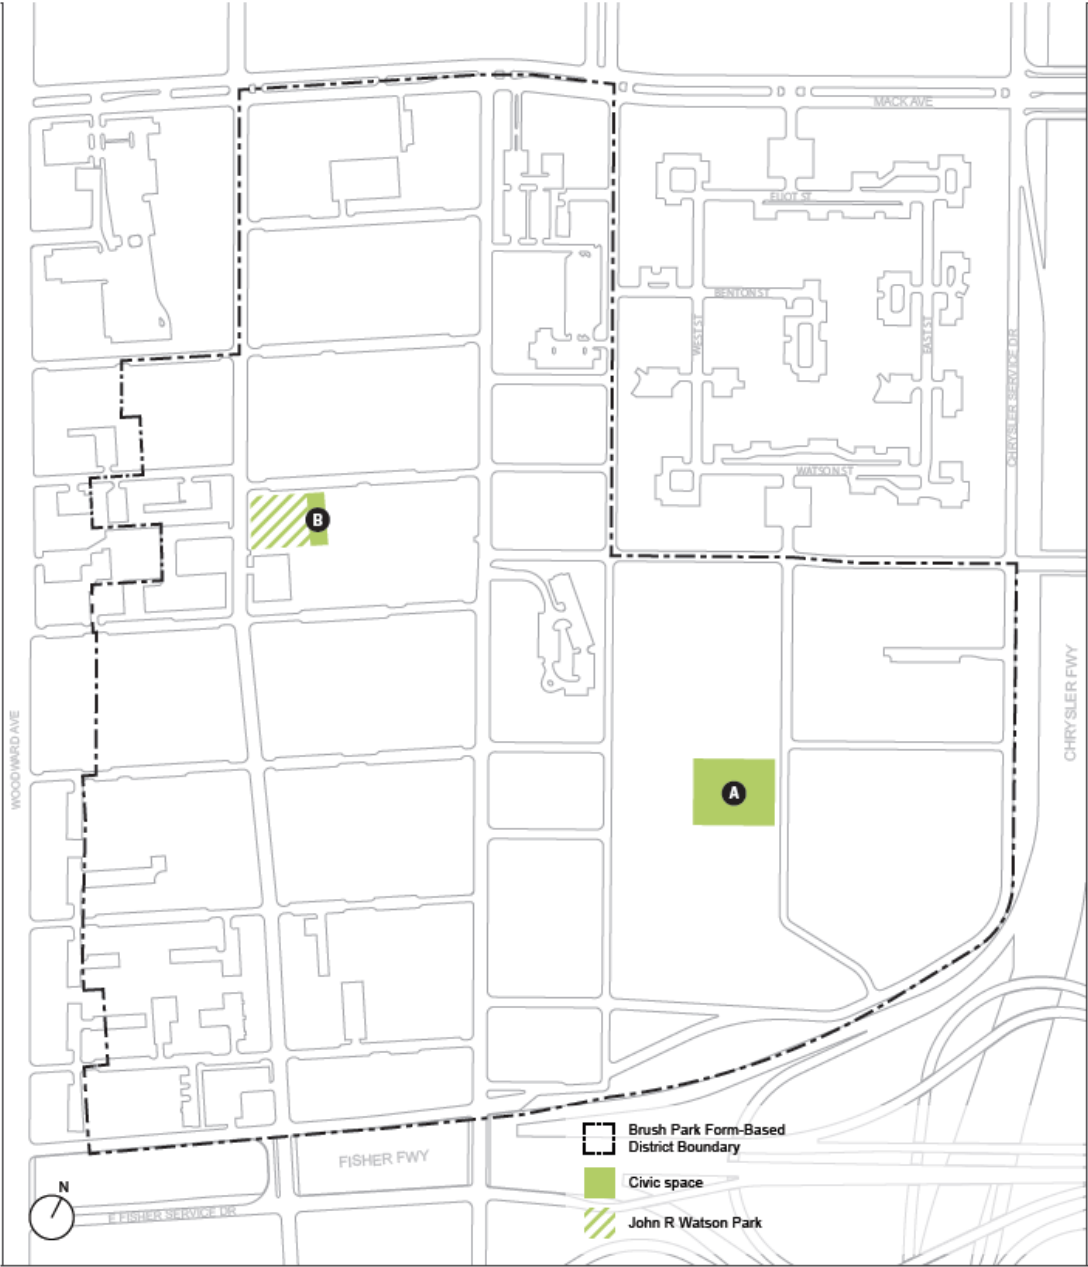 MACK AVE
ELIOT ST
BENTON ST
WEST ST
EAST ST
CHRYSLER SERVICE DR
WATSON ST
B
CHRYSLER FWY
WOODWARD AVE
A
Brush Park Form-Based
District Boundary
FISHER FWY
Civic space
N
E FISHER SERVICE DR
John R Watson Park